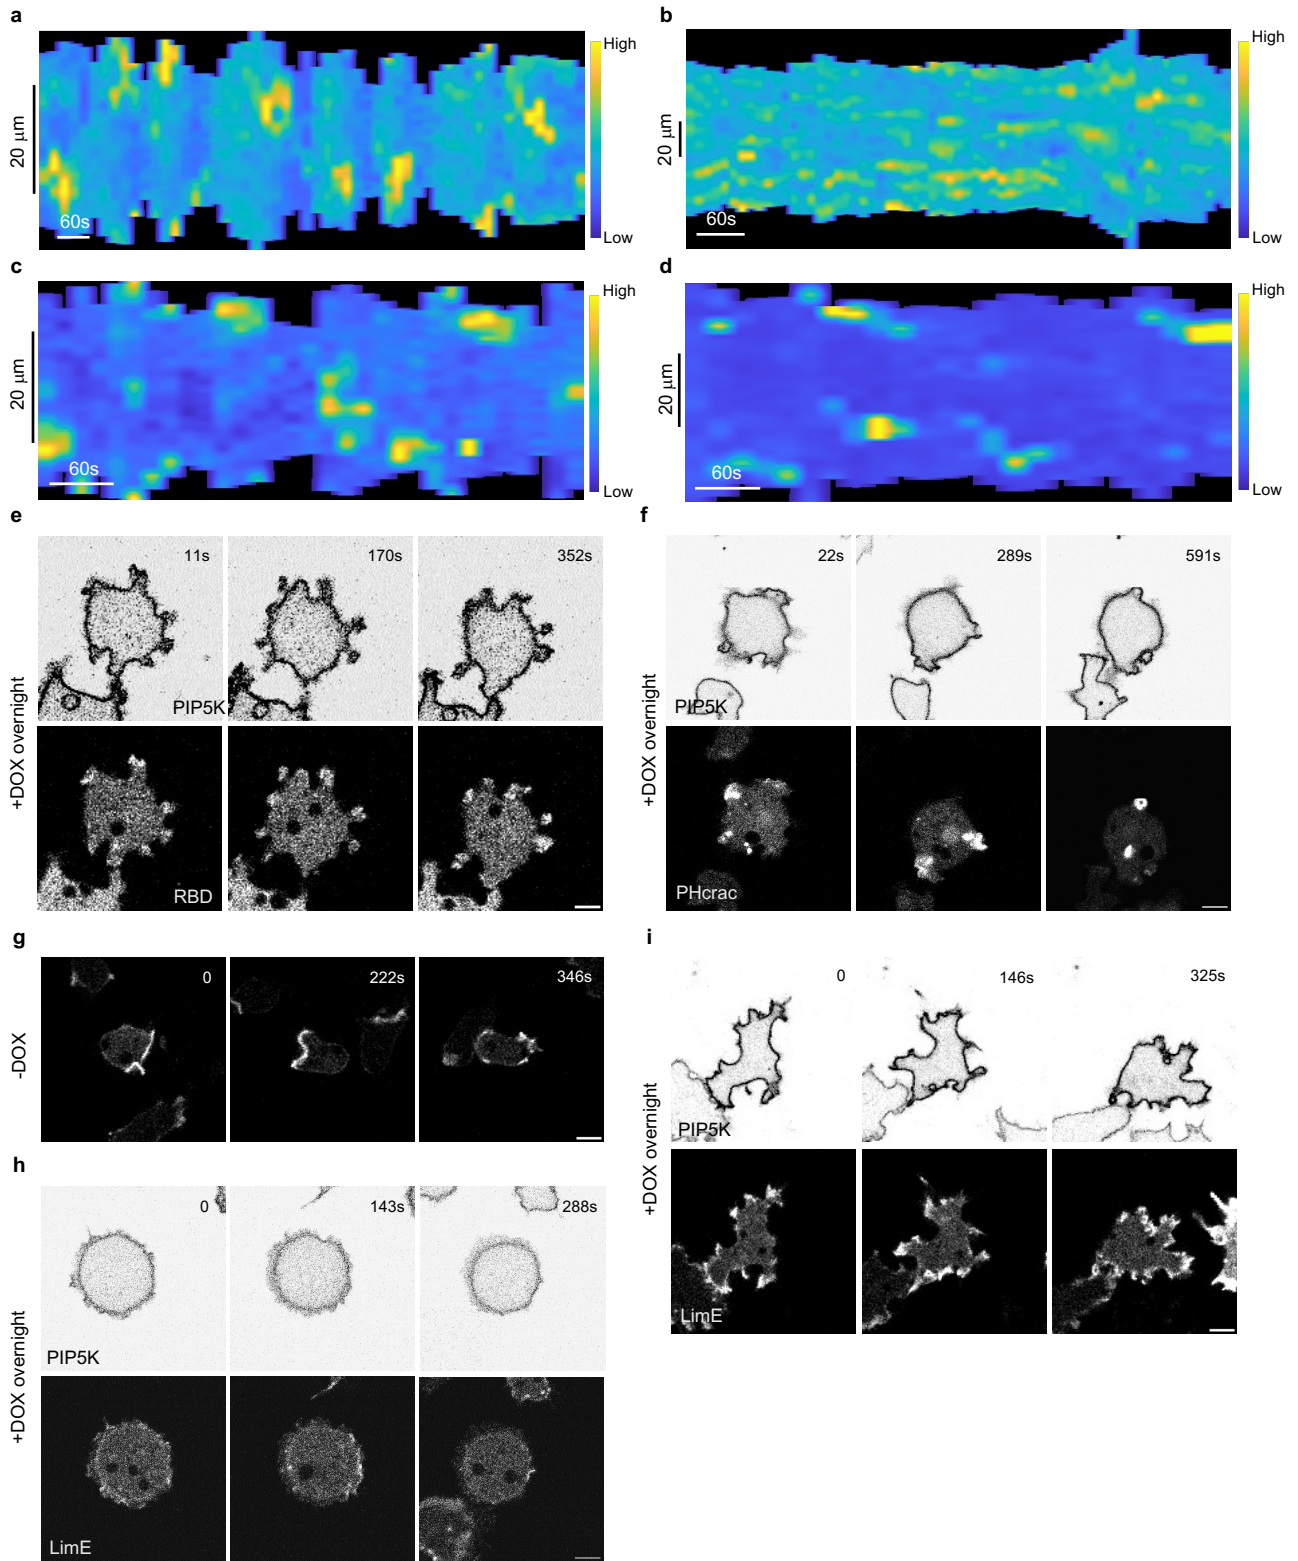 a
High
20 μm
60s
Low
b
High
20 μm
60s
Low
c
High
20 μm
60s
Low
d
High
20 μm
60s
Low
e
+DOX overnight
11s
170s
352s
PIP5K
RBD
f
+DOX overnight
22s
289s
591s
PIP5K
PHcrac
g
-DOX
0
222s
346s
h
+DOX overnight
0
143s
288s
PIP5K
LimE
i
+DOX overnight
0
146s
325s
PIP5K
LimE